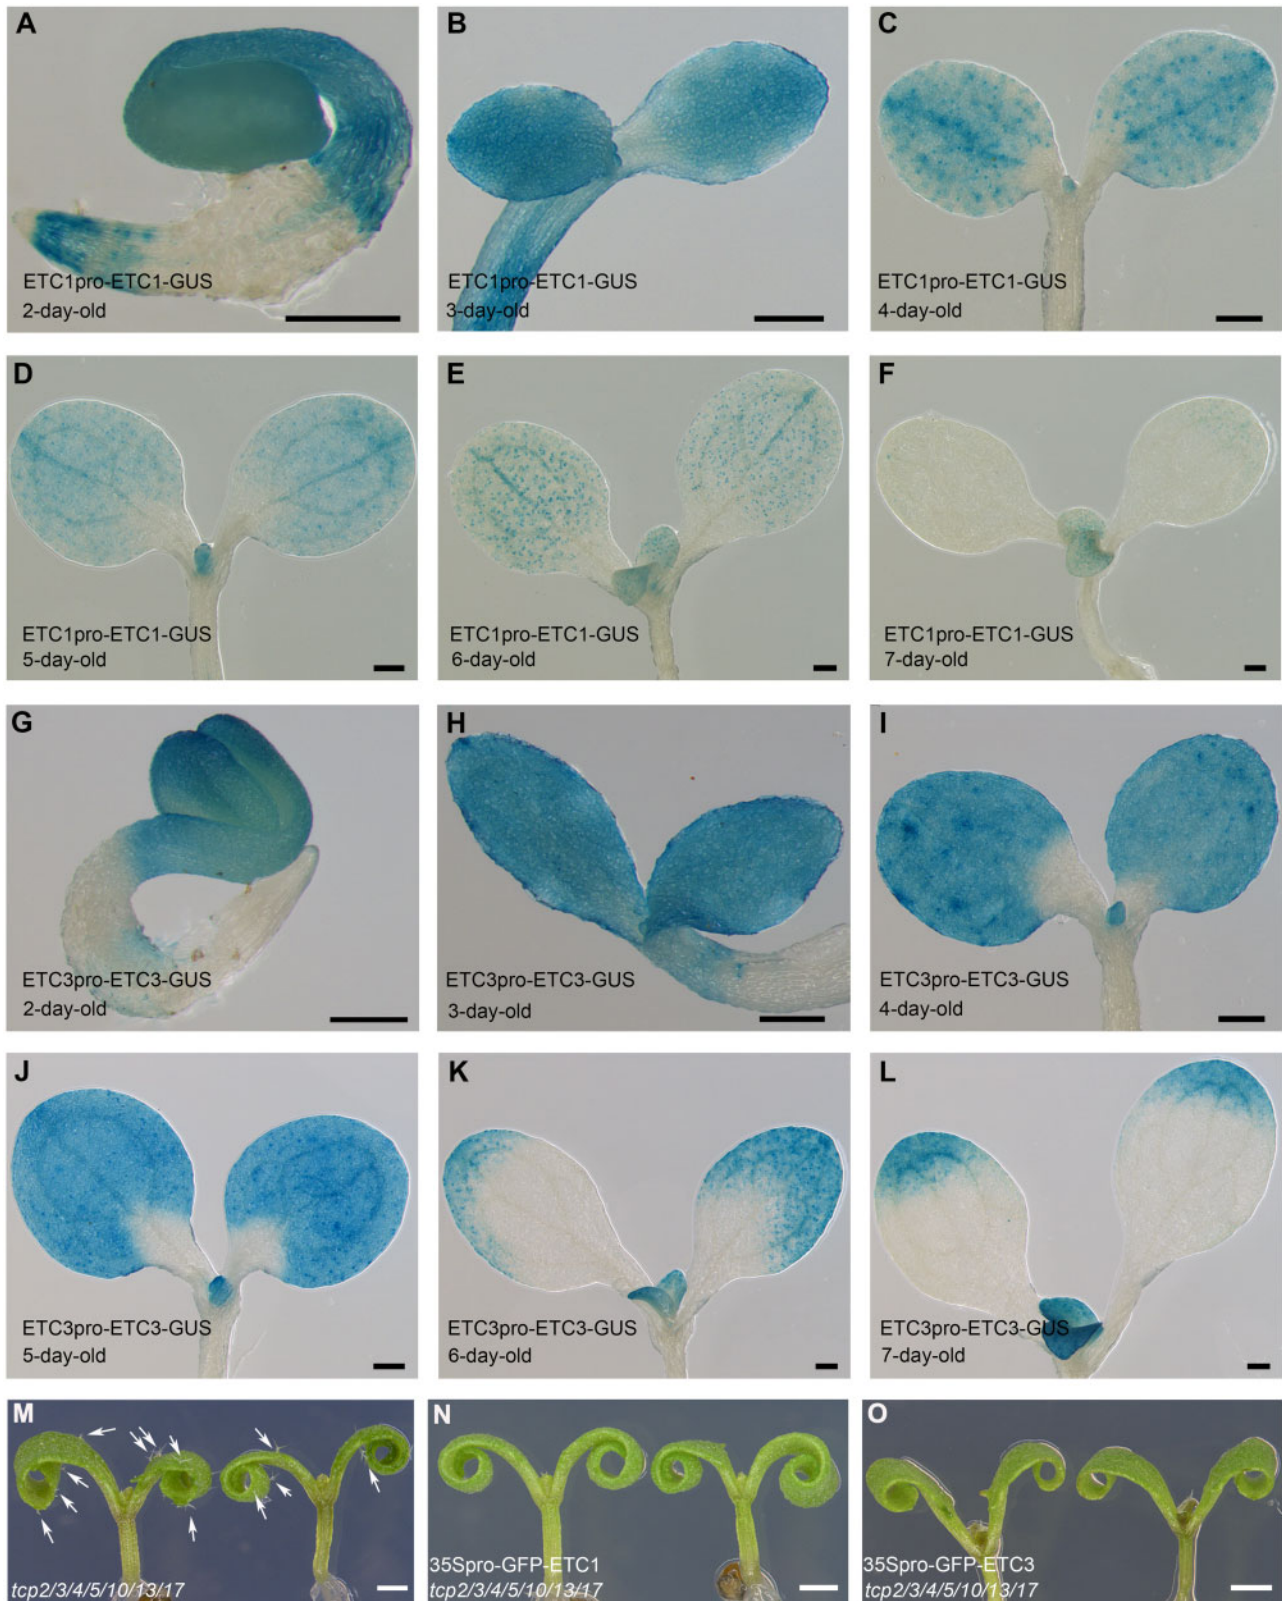 A
ETC1pro-ETC1-GUS
2-day-old
B
ETC1pro-ETC1-GUS
3-day-old
C
ETC1pro-ETC1-GUS
4-day-old
D
ETC1pro-ETC1-GUS
5-day-old
E
ETC1pro-ETC1-GUS
6-day-old
F
ETC1pro-ETC1-GUS
7-day-old
G
ETC3pro-ETC3-GUS
2-day-old
H
ETC3pro-ETC3-GUS
3-day-old
I
ETC3pro-ETC3-GUS
4-day-old
J
ETC3pro-ETC3-GUS
5-day-old
K
ETC3pro-ETC3-GUS
6-day-old
L
ETC3pro-ETC3-GUS
7-day-old
M
tcp2/3/4/5/10/13/17
N
35Spro-GFP-ETC1
tcp2/3/4/5/10/13/17
O
35Spro-GFP-ETC3
tcp2/3/4/5/10/13/17